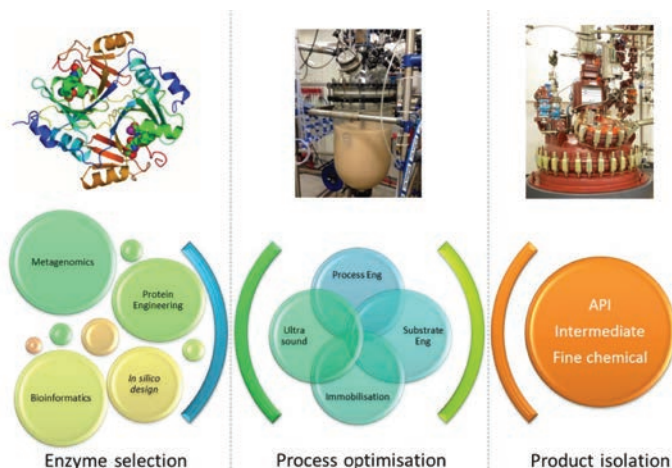 Metagenomics
Protein
Engineering
Bioinformatics
In silico
design
Enzyme selection
Process Eng
Ultra
sound
Substrate
Eng
Immobilisation
Process optimisation
API
Intermediate
Fine chemical
Product isolation